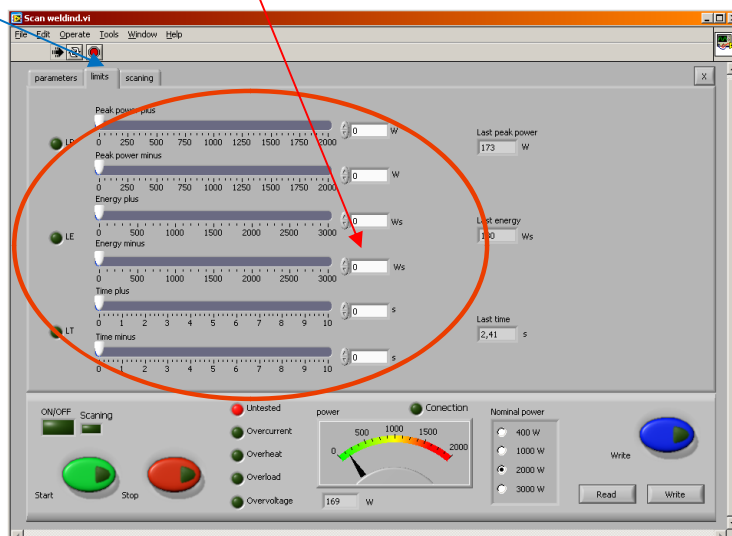 Scan weldind.vi
File Edit Operate Tools Window Help
parameters limits scaning X
Peak power plus
0 W
LP
0 250 500 750 1000 1250 1500 1750 2000
Last peak power
173 W
Peak power minus
0 W
0 250 500 750 1000 1250 1500 1750 2000
Energy plus
0 Ws
LE
0 500 1000 1500 2000 2500 3000
Last energy
Ws
Energy minus
0 Ws
0 500 1000 1500 2000 2500 3000
Time plus
0 s
0 1 2 3 4 5 6 7 8 9 10
LT
Last time
2,41 s
Time minus
0 s
0 1 2 3 4 5 6 7 8 9 10
ON/OFF Scaning
Start Stop
Untested
Overcurrent
Overheat
Overload
Overvoltage
power Conection
0 500 1000 1500 2000
169 W
Nominal power
400 W
1000 W
2000 W
3000 W
Write
Read Write